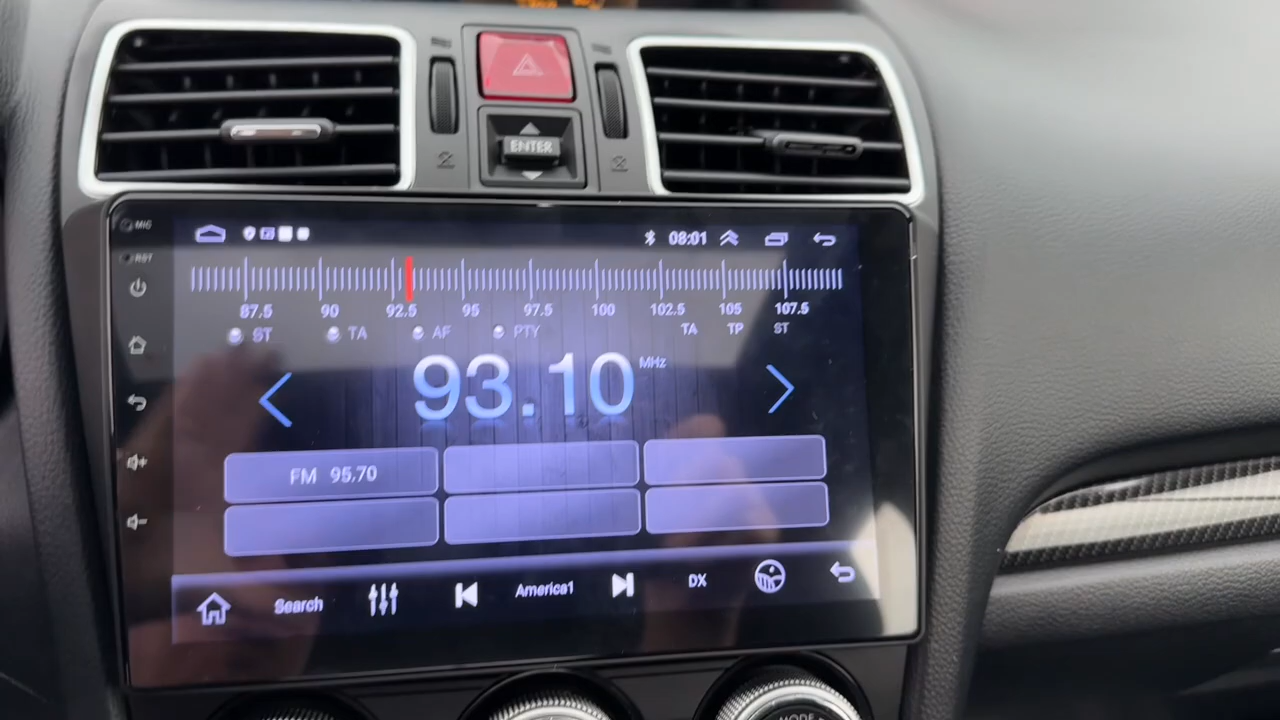 ENTER
MIC
08:01
RST
87.5 90 92.5 95 97.5 100 102.5 105 107.5
ST TA AF PTY TA TP ST
93.10 MHz
FM 95.70
Search America1 DX
MODE